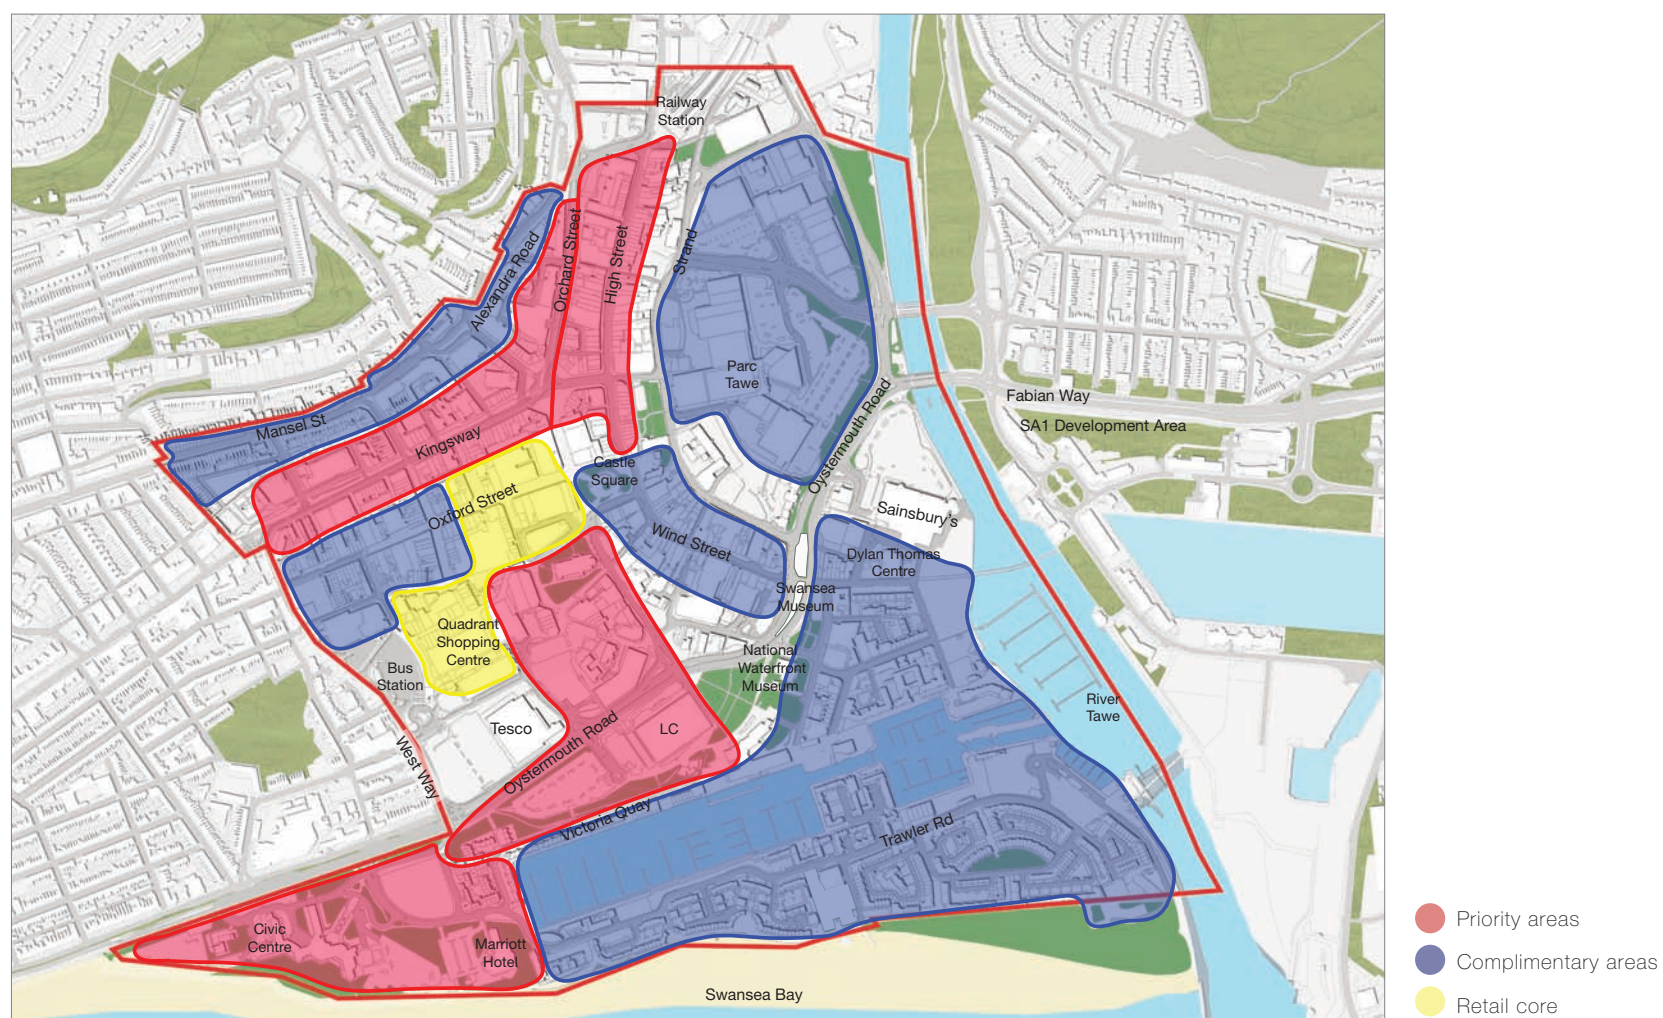 Railway
Station
Alexandra Road
Orchard Street
High Street
Strand
Parc
Tawe
Fabian Way
SA1 Development Area
Mansel St
Kingsway
Oystermouth Road
Castle
Square
Oxford Street
Sainsbury's
Wind Street
Dylan Thomas
Centre
Swansea
Museum
Quadrant
Shopping
Centre
National
Waterfront
Museum
Bus
Station
River
Tawe
Tesco
LC
Oystermouth Road
West Way
Victoria Quay
Trawler Rd
Civic
Centre
Marriott
Hotel
Swansea Bay
Priority areas
Complimentary areas
Retail core